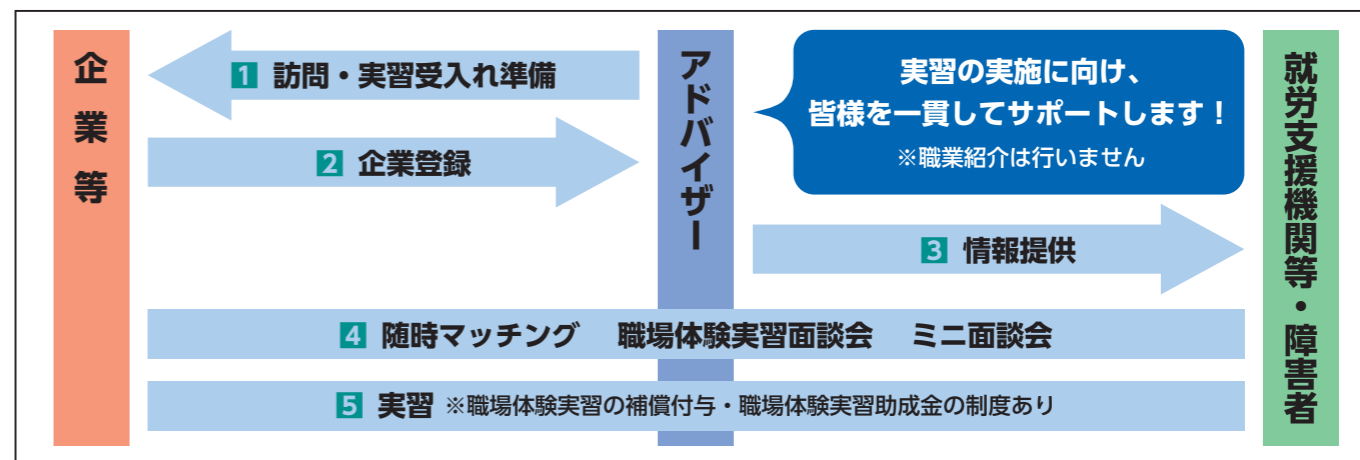 企業等
1 訪問・実習受入れ準備
2 企業登録
アドバイザー
実習の実施に向け、
皆様を一貫してサポートします！
※職業紹介は行いません
3 情報提供
就労支援機関等・障害者
4 随時マッチング　職場体験実習面談会　ミニ面談会
5 実習 ※職場体験実習の補償付与・職場体験実習助成金の制度あり